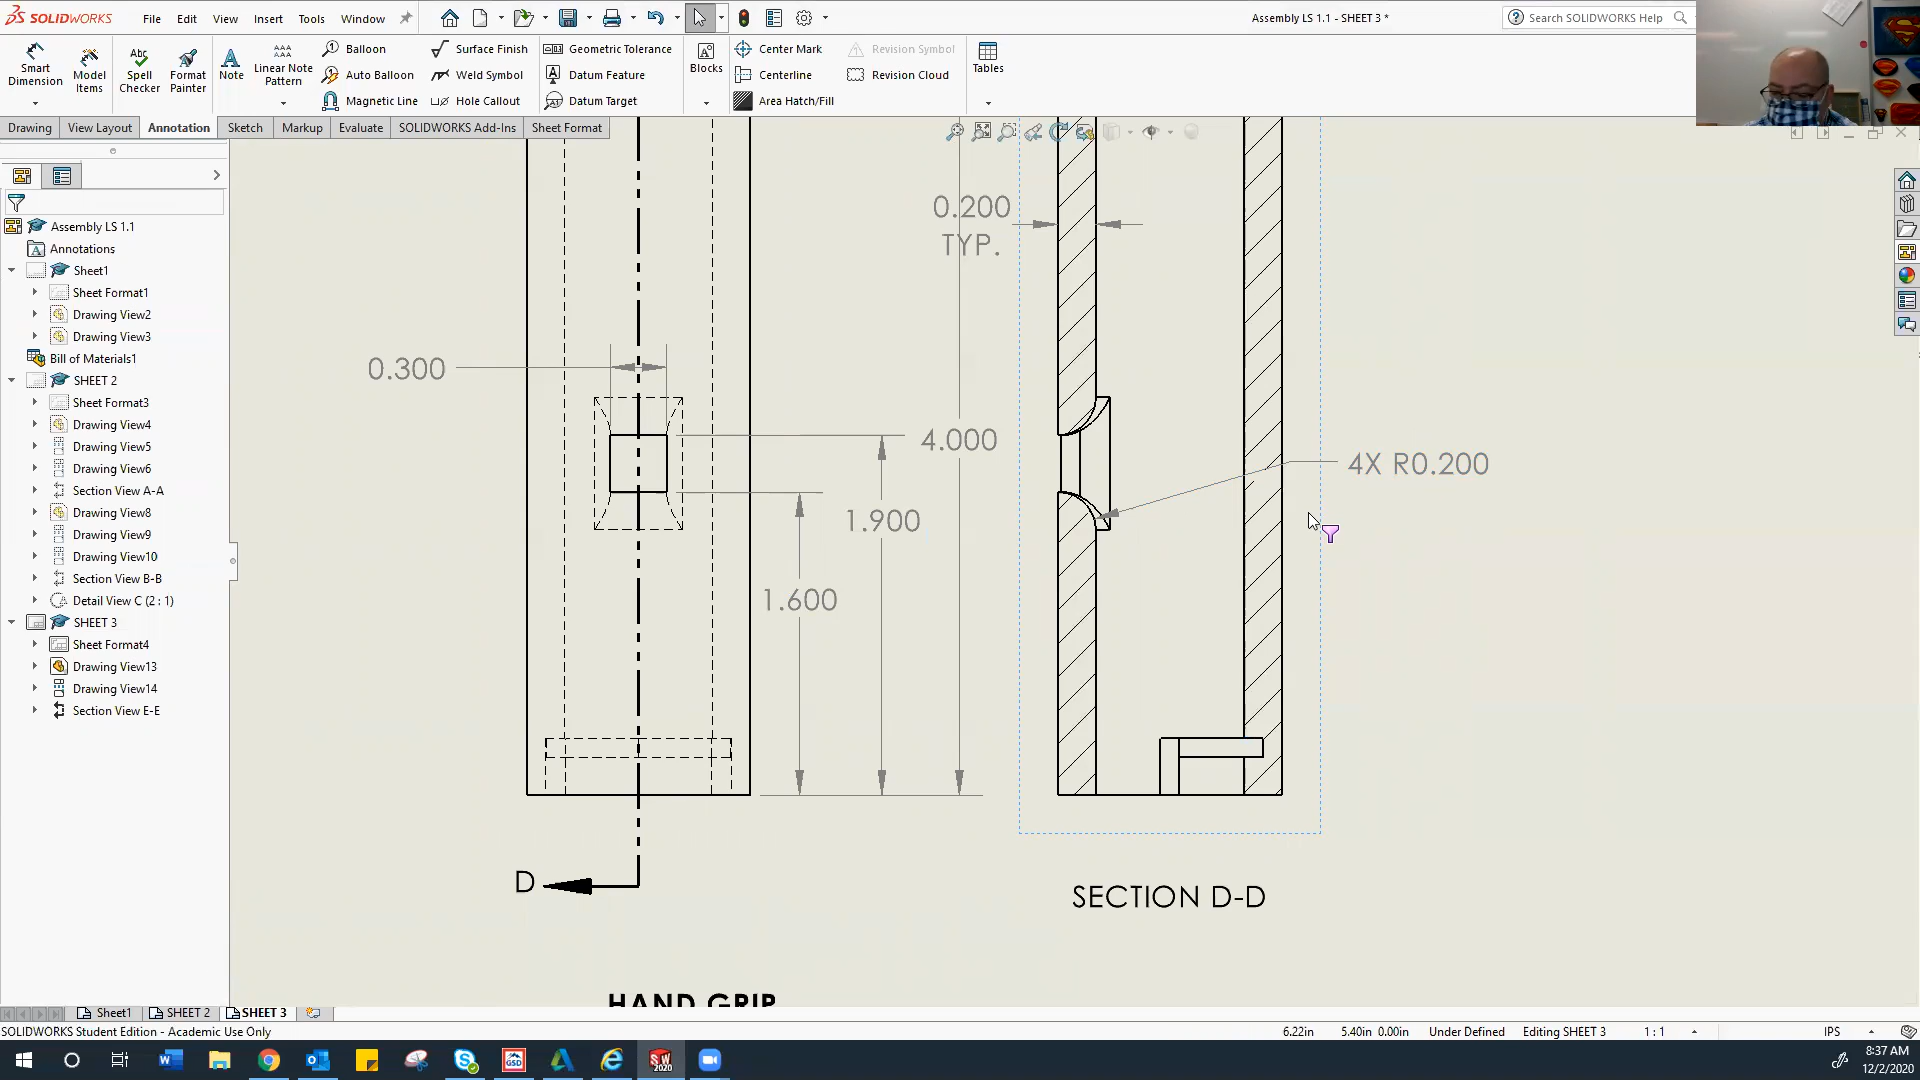 SOLIDWORKS
File
Edit
View
Insert
Tools
Window
Assembly LS 1.1 - SHEET 3 *
Search SOLIDWORKS Help
Smart
Dimension
Model
Items
Abc
Spell
Checker
Format
Painter
A
Note
AAA
AAA
Linear Note
Pattern
Balloon
Auto Balloon
Magnetic Line
Surface Finish
Weld Symbol
Hole Callout
Geometric Tolerance
Datum Feature
Datum Target
A
Blocks
Center Mark
Centerline
Area Hatch/Fill
Revision Symbol
Revision Cloud
Tables
Drawing
View Layout
Annotation
Sketch
Markup
Evaluate
SOLIDWORKS Add-Ins
Sheet Format
Assembly LS 1.1
Annotations
Sheet1
Sheet Format1
Drawing View2
Drawing View3
Bill of Materials1
SHEET 2
Sheet Format3
Drawing View4
Drawing View5
Drawing View6
Section View A-A
Drawing View8
Drawing View9
Drawing View10
Section View B-B
Detail View C (2 : 1)
SHEET 3
Sheet Format4
Drawing View13
Drawing View14
Section View E-E
0.200
TYP.
0.300
4.000
4X R0.200
1.900
1.600
D
SECTION D-D
HAND GRIP
Sheet1
SHEET 2
SHEET 3
SOLIDWORKS Student Edition - Academic Use Only
6.22in
5.40in
0.00in
Under Defined
Editing SHEET 3
1 : 1
IPS
GSD
SW
2020
8:37 AM
12/2/2020